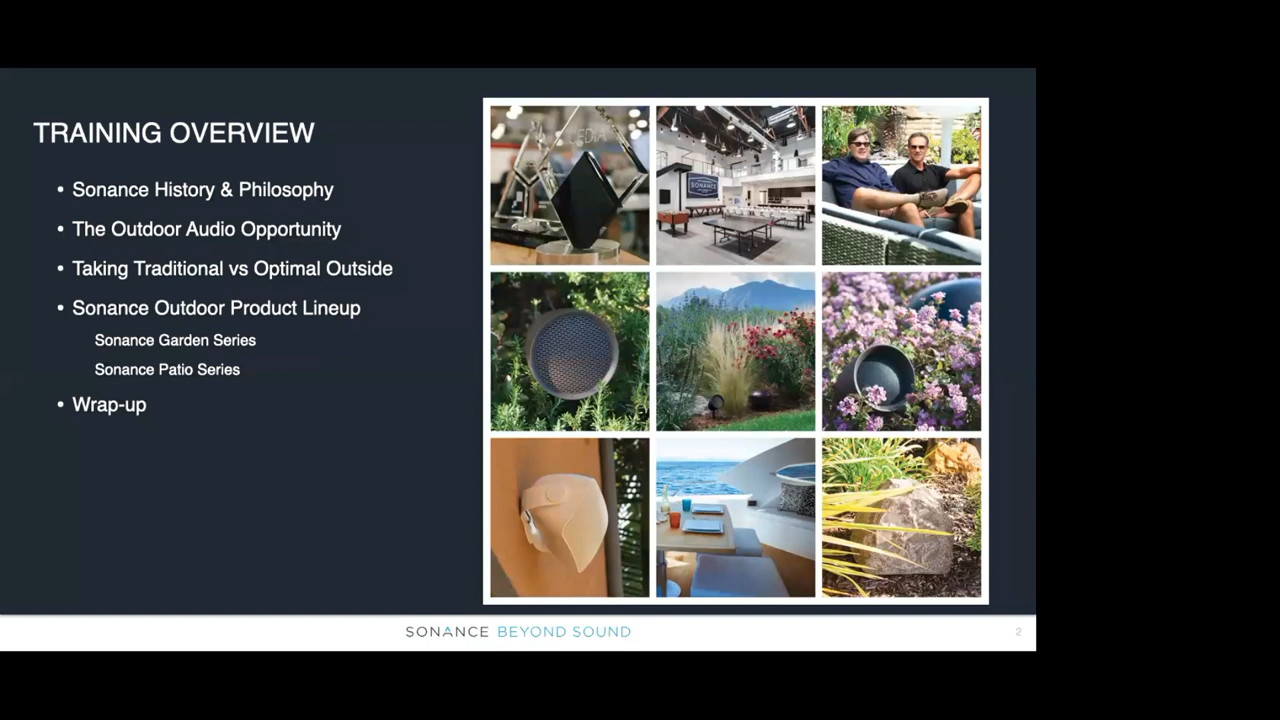 TRAINING OVERVIEW
• Sonance History & Philosophy
• The Outdoor Audio Opportunity
• Taking Traditional vs Optimal Outside
• Sonance Outdoor Product Lineup
Sonance Garden Series
Sonance Patio Series
• Wrap-up
CEDIA
SONANCE
SONANCE BEYOND SOUND
2